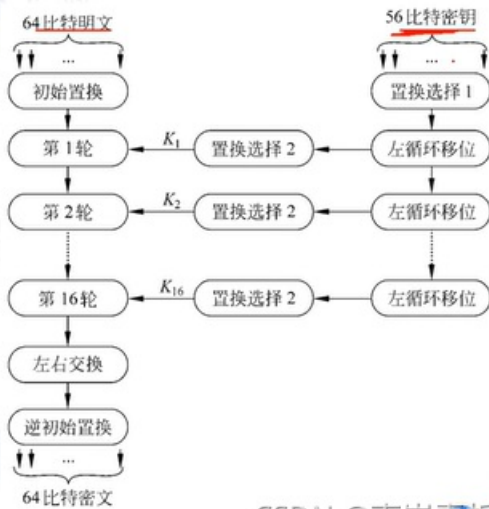 64比特明文
56比特密钥
...
...
初始置换
置换选择1
第1轮
K1
置换选择2
左循环移位
第2轮
K2
置换选择2
左循环移位
第16轮
K16
置换选择2
左循环移位
左右交换
逆初始置换
...
64比特密文